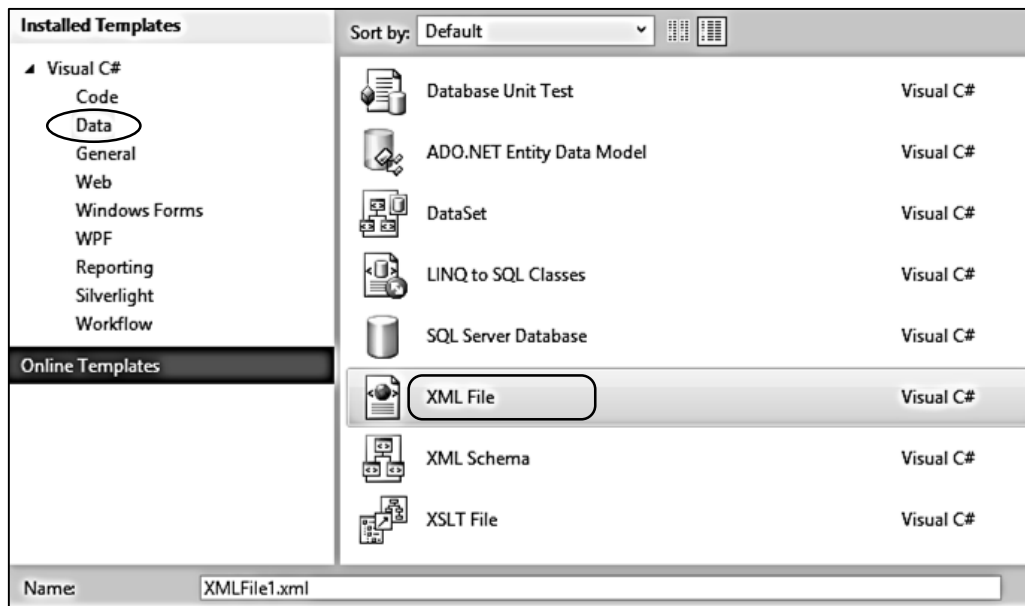 Installed Templates
Visual C#
Code
Data
General
Web
Windows Forms
WPF
Reporting
Silverlight
Workflow
Online Templates
Sort by: Default
Database Unit Test Visual C#
ADO.NET Entity Data Model Visual C#
DataSet Visual C#
LINQ to SQL Classes Visual C#
SQL Server Database Visual C#
XML File Visual C#
XML Schema Visual C#
XSLT File Visual C#
Name: XMLFile1.xml